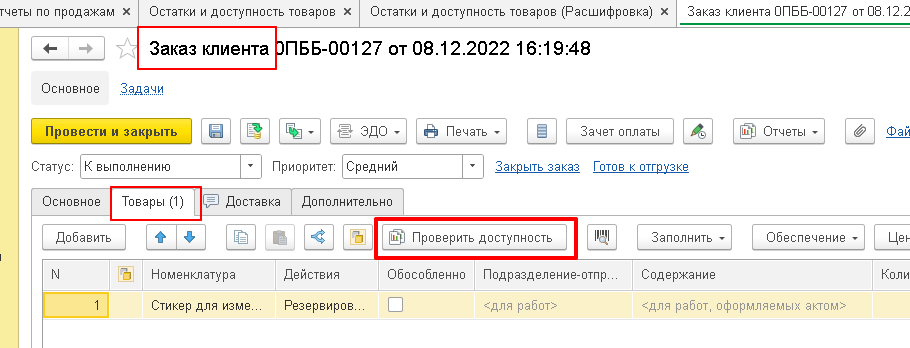 тчеты по продажам × Остатки и доступность товаров × Остатки и доступность товаров (Расшифровка) × Заказ клиента 0ПББ-00127 от 08.12.2
Заказ клиента 0ПББ-00127 от 08.12.2022 16:19:48
Основное Задачи
Провести и закрыть ЭДО Печать Зачет оплаты Отчеты Фай
Статус: К выполнению Приоритет: Средний Закрыть заказ Готов к отгрузке
Основное Товары (1) Доставка Дополнительно
Добавить Проверить доступность Заполнить Обеспечение Цен
N Номенклатура Действия Обособленно Подразделение-отпр... Содержание Коли
1 Стикер для изме... Резервиров... <для работ> <для работ, оформляемых актом>